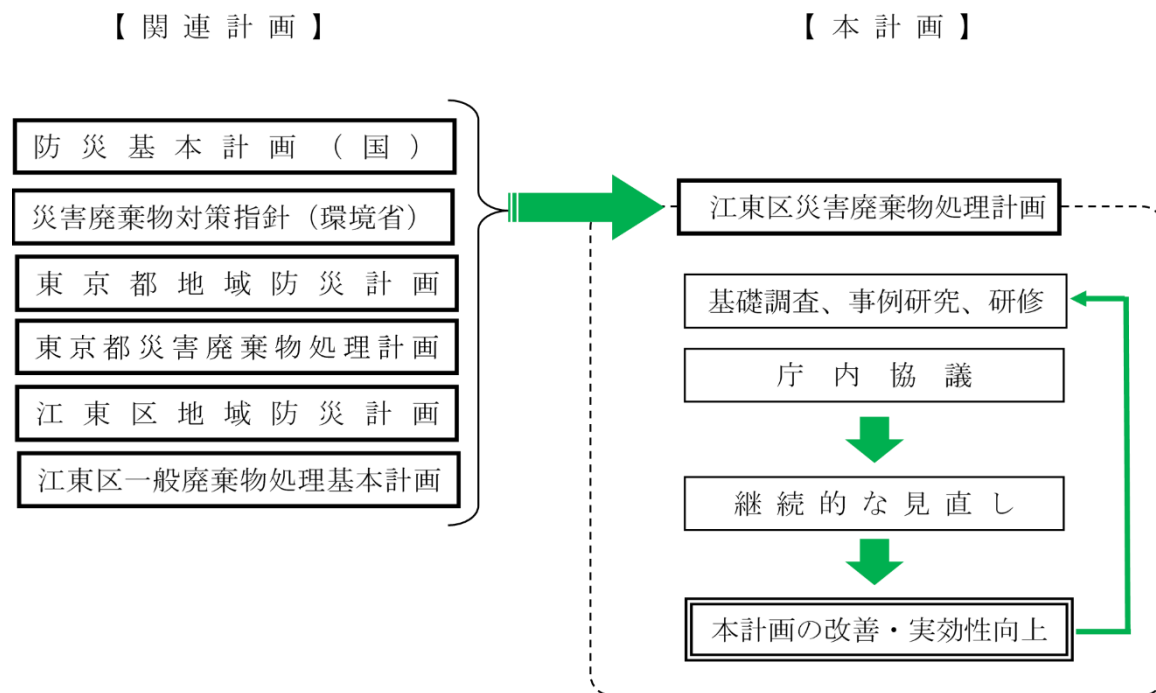 【関連計画】
【本計画】
防災基本計画（国）
災害廃棄物対策指針（環境省）
東京都地域防災計画
東京都災害廃棄物処理計画
江東区地域防災計画
江東区一般廃棄物処理基本計画
江東区災害廃棄物処理計画
基礎調査、事例研究、研修
庁内協議
継続的な見直し
本計画の改善・実効性向上